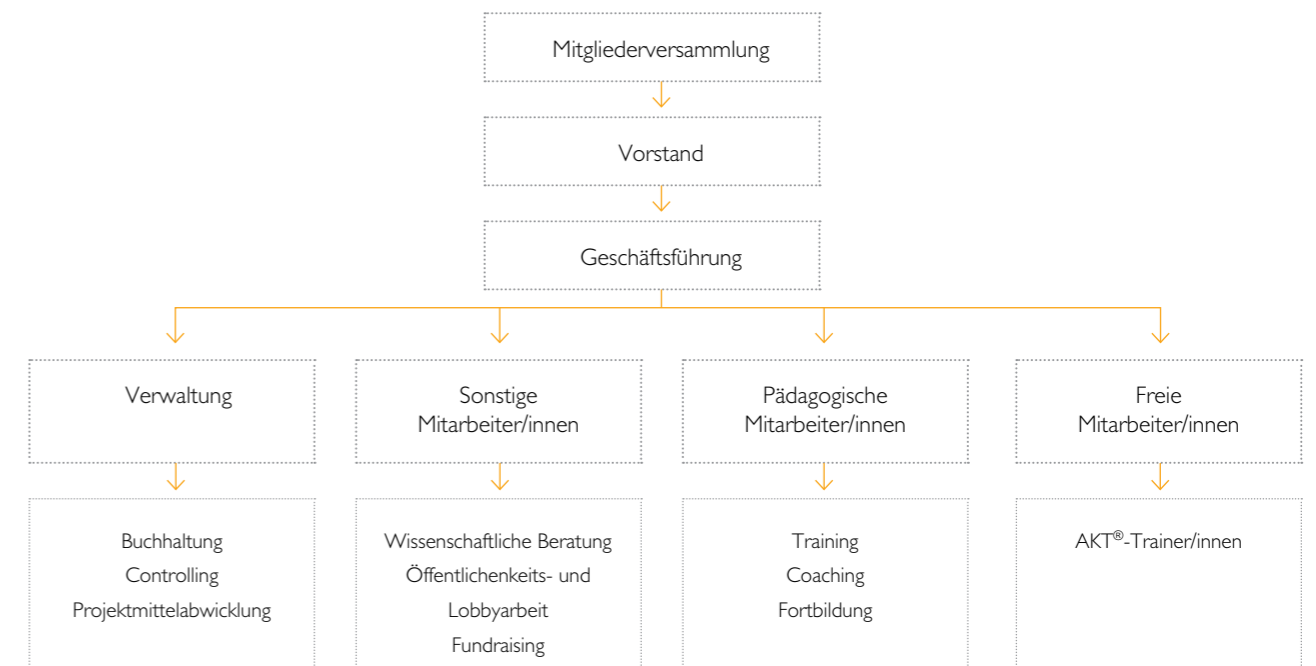 Mitgliederversammlung
Vorstand
Geschäftsführung
Verwaltung
Sonstige
Mitarbeiter/innen
Pädagogische
Mitarbeiter/innen
Freie
Mitarbeiter/innen
Buchhaltung
Controlling
Projektmittelabwicklung
Wissenschaftliche Beratung
Öffentlichenkeits- und
Lobbyarbeit
Fundraising
Training
Coaching
Fortbildung
AKT®-Trainer/innen